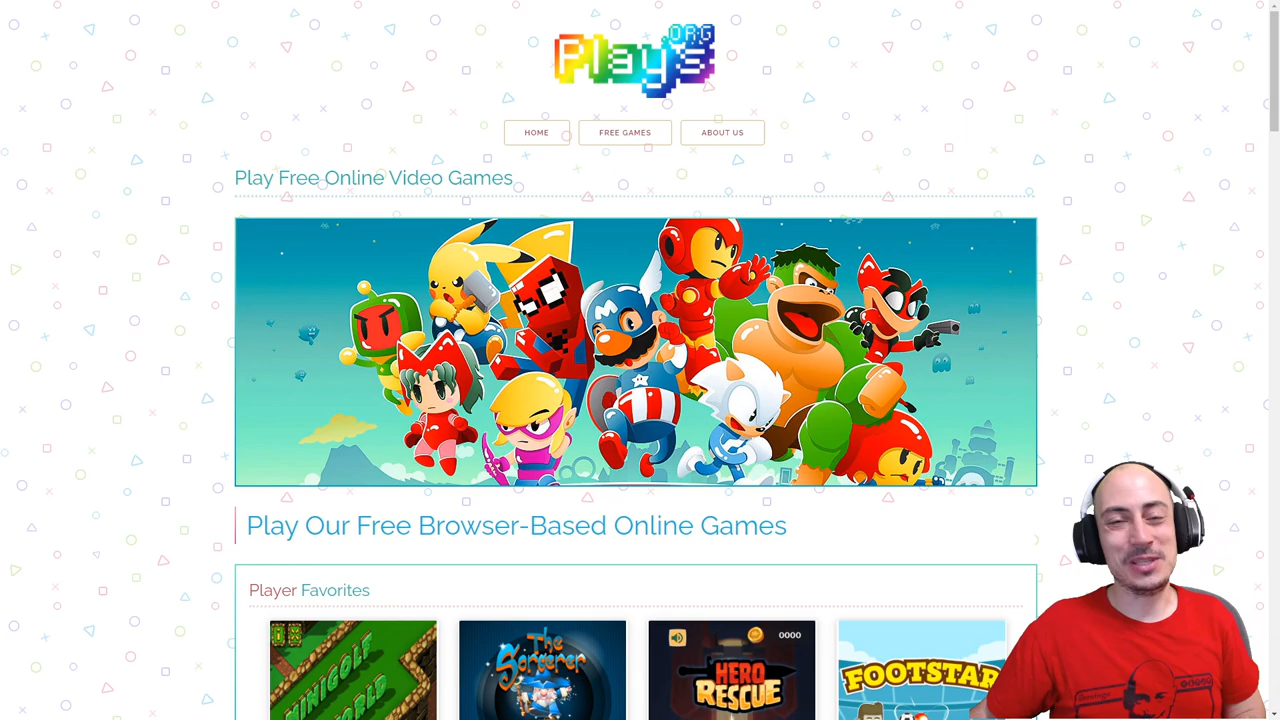 Plays
.ORG
HOME
FREE GAMES
ABOUT US
Play Free Online Video Games
M
Play Our Free Browser-Based Online Games
Player Favorites
MINIGOLF
WORLD
The
Sorcerer
0000
HERO
RESCUE
FOOTSTAR